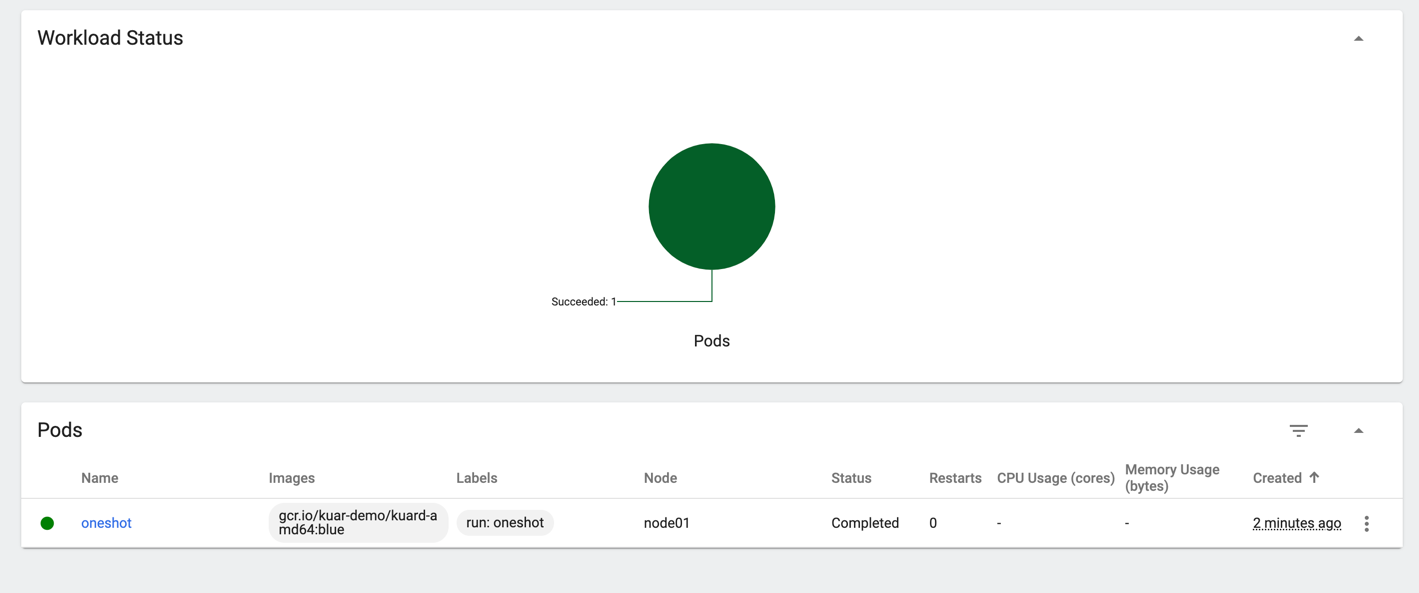 Workload Status
Succeeded: 1
Pods
Pods
Name Images Labels Node Status Restarts CPU Usage (cores) Memory Usage (bytes) Created
oneshot gcr.io/kuar-demo/kuard-a run: oneshot node01 Completed 0 - - 2 minutes ago
md64:blue